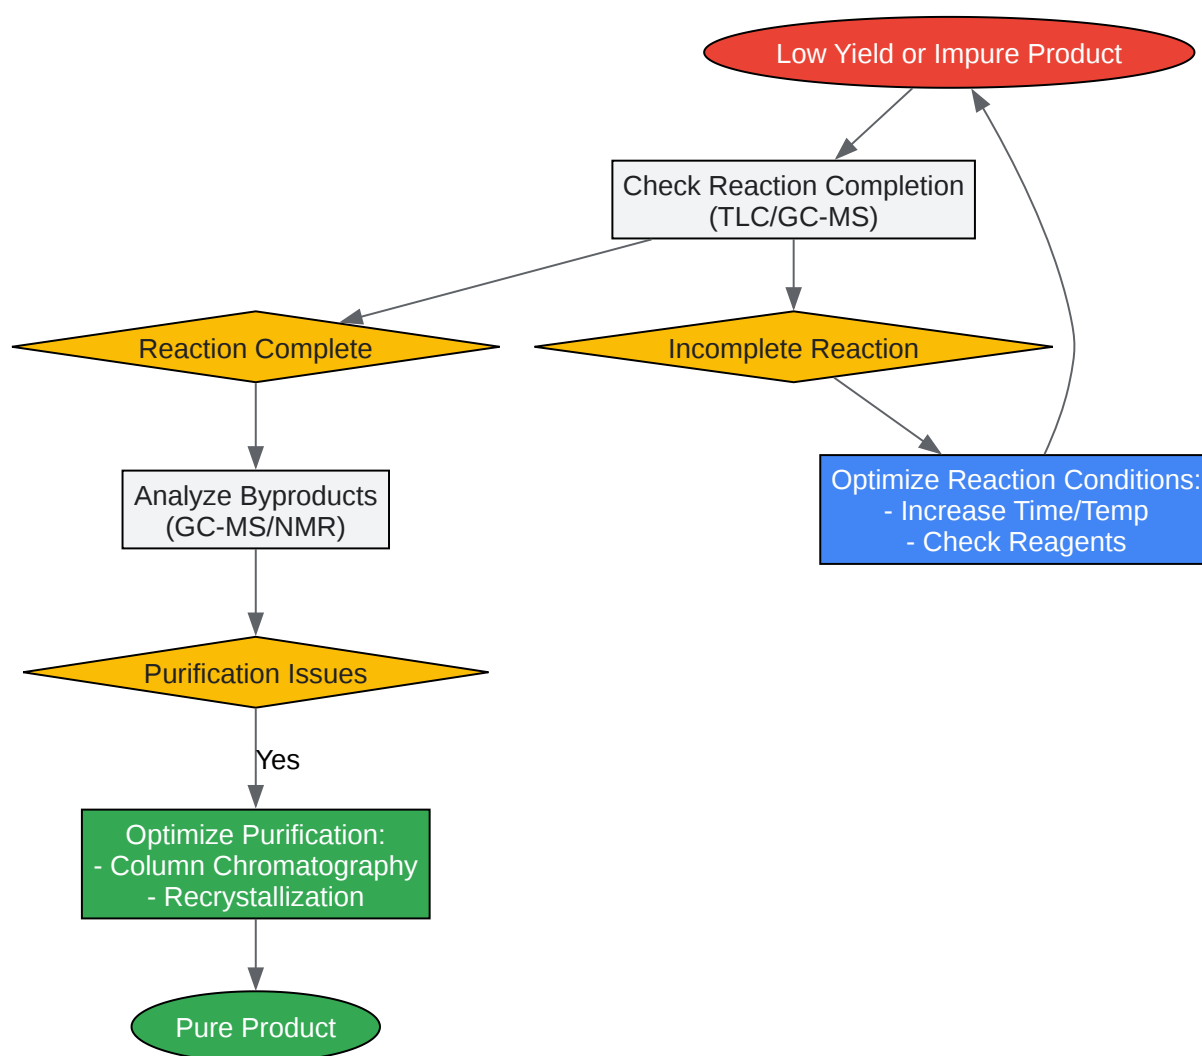 Low Yield or Impure Product
Check Reaction Completion
(TLC/GC-MS)
Reaction Complete
Incomplete Reaction
Optimize Reaction Conditions:
- Increase Time/Temp
- Check Reagents
Analyze Byproducts
(GC-MS/NMR)
Purification Issues
Yes
Optimize Purification:
- Column Chromatography
- Recrystallization
Pure Product